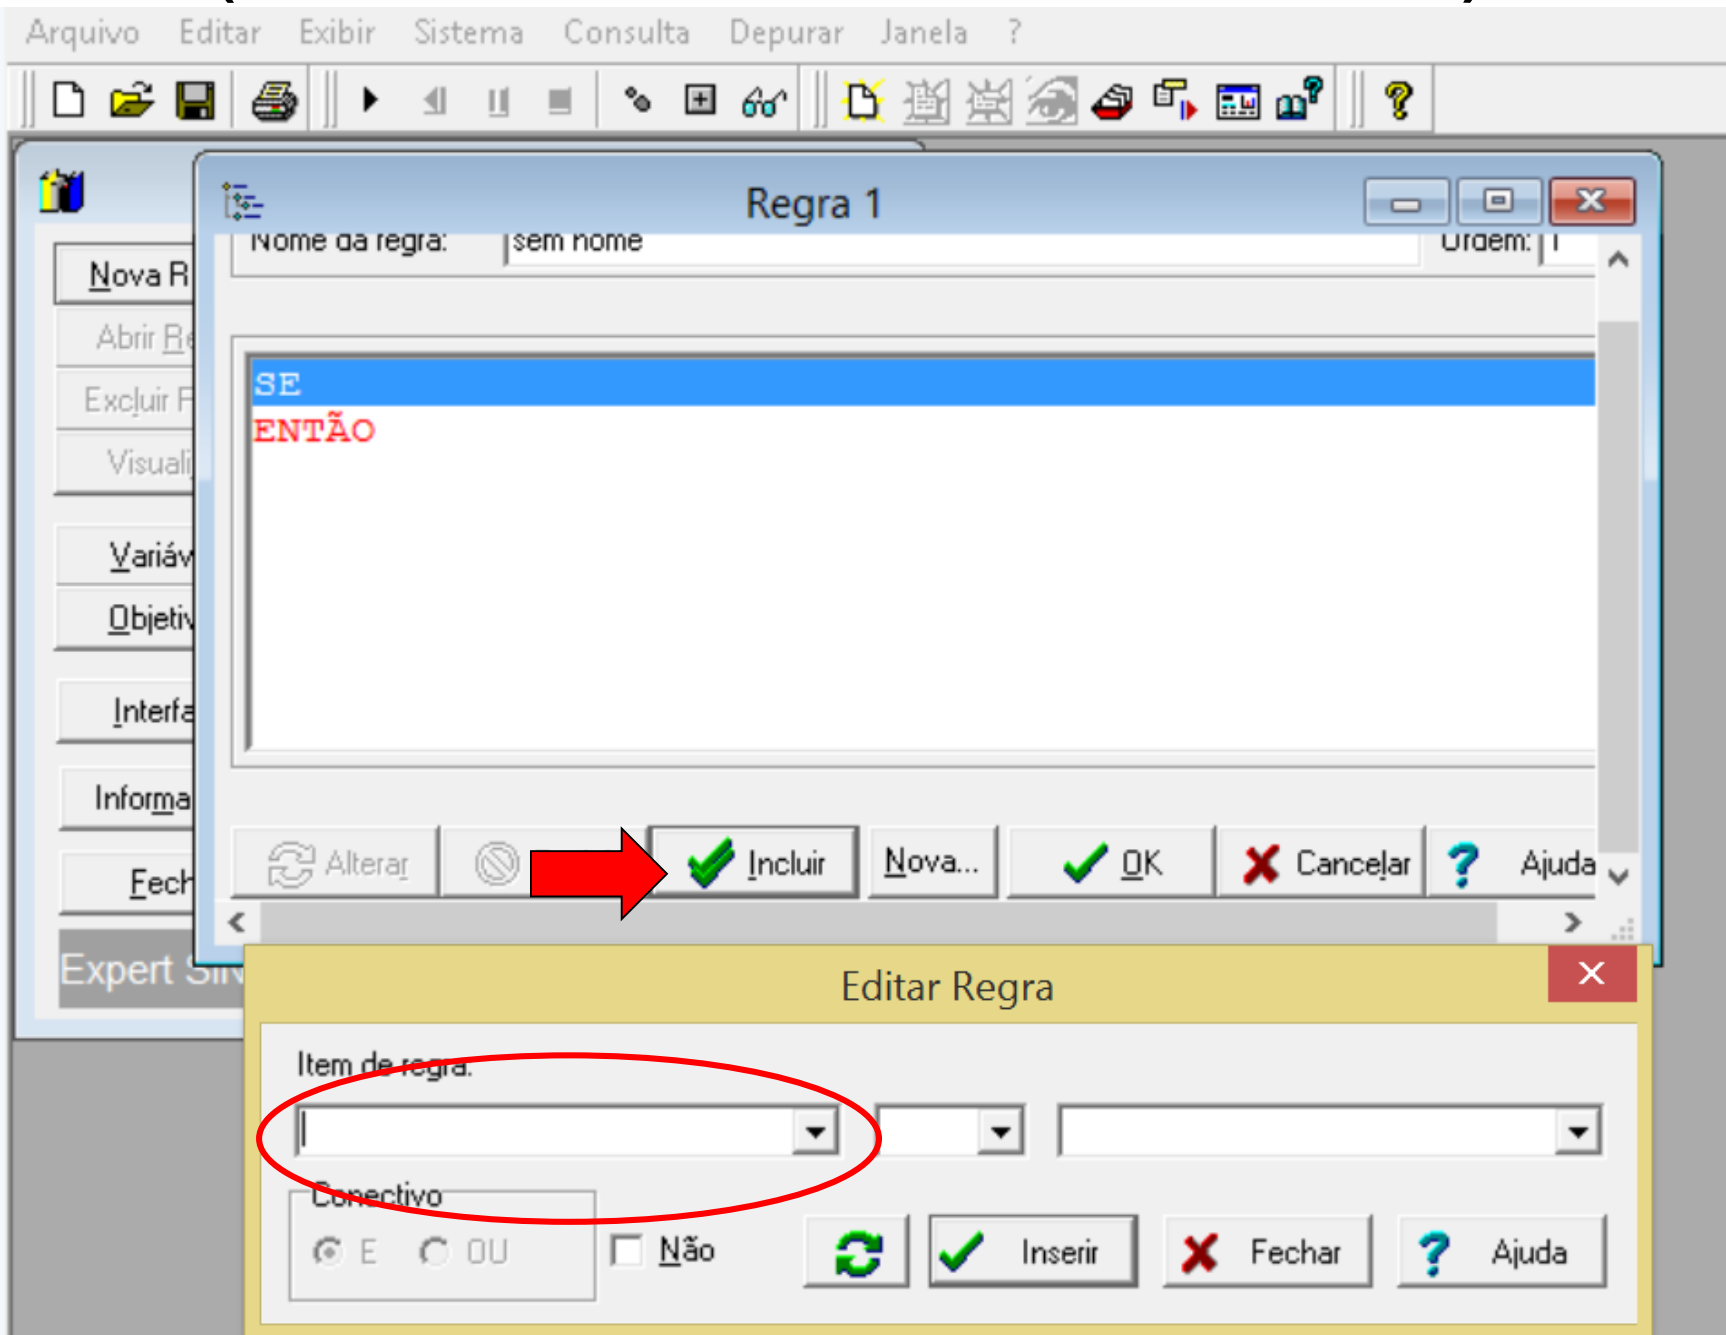 Arquivo Editar Exibir Sistema Consulta Depurar Janela ?
Regra 1
Nome da regra: sem nome Ordem: 1
Nova R
Abrir Re
Excluir
Visuali
Variáv
Objetiv
Interfa
Informa
Fech
Expert SIN
SE
ENTÃO
Alterar Incluir Nova... OK Cancelar Ajuda
Editar Regra
Item de regra:
Conectivo
E OU Não Inserir Fechar Ajuda